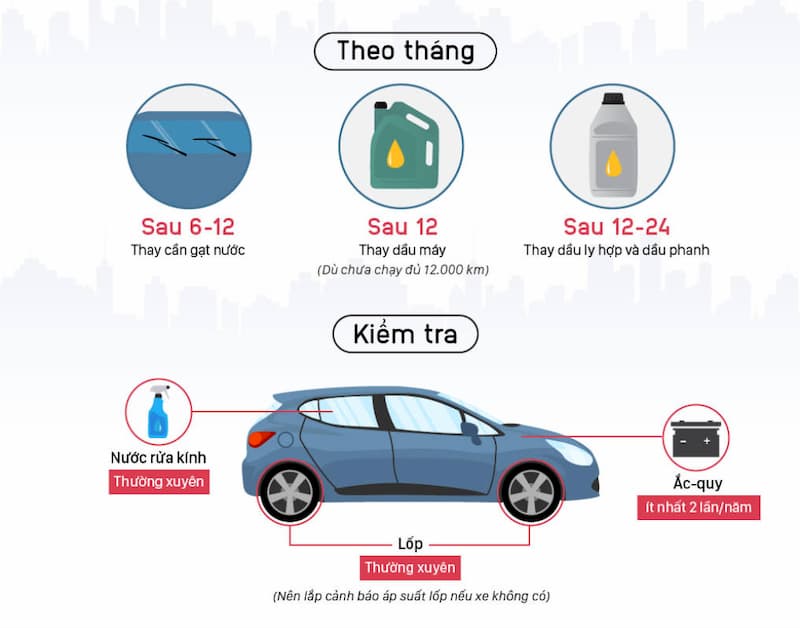 Theo tháng
Sau 6-12
Thay cần gạt nước
Sau 12
Thay dầu máy
(Dù chưa chạy đủ 12.000 km)
Sau 12-24
Thay dầu ly hợp và dầu phanh
Kiểm tra
Nước rửa kính
Thường xuyên
Ắc-quy
ít nhất 2 lần/năm
Lốp
Thường xuyên
(Nên lắp cảnh báo áp suất lốp nếu xe không có)